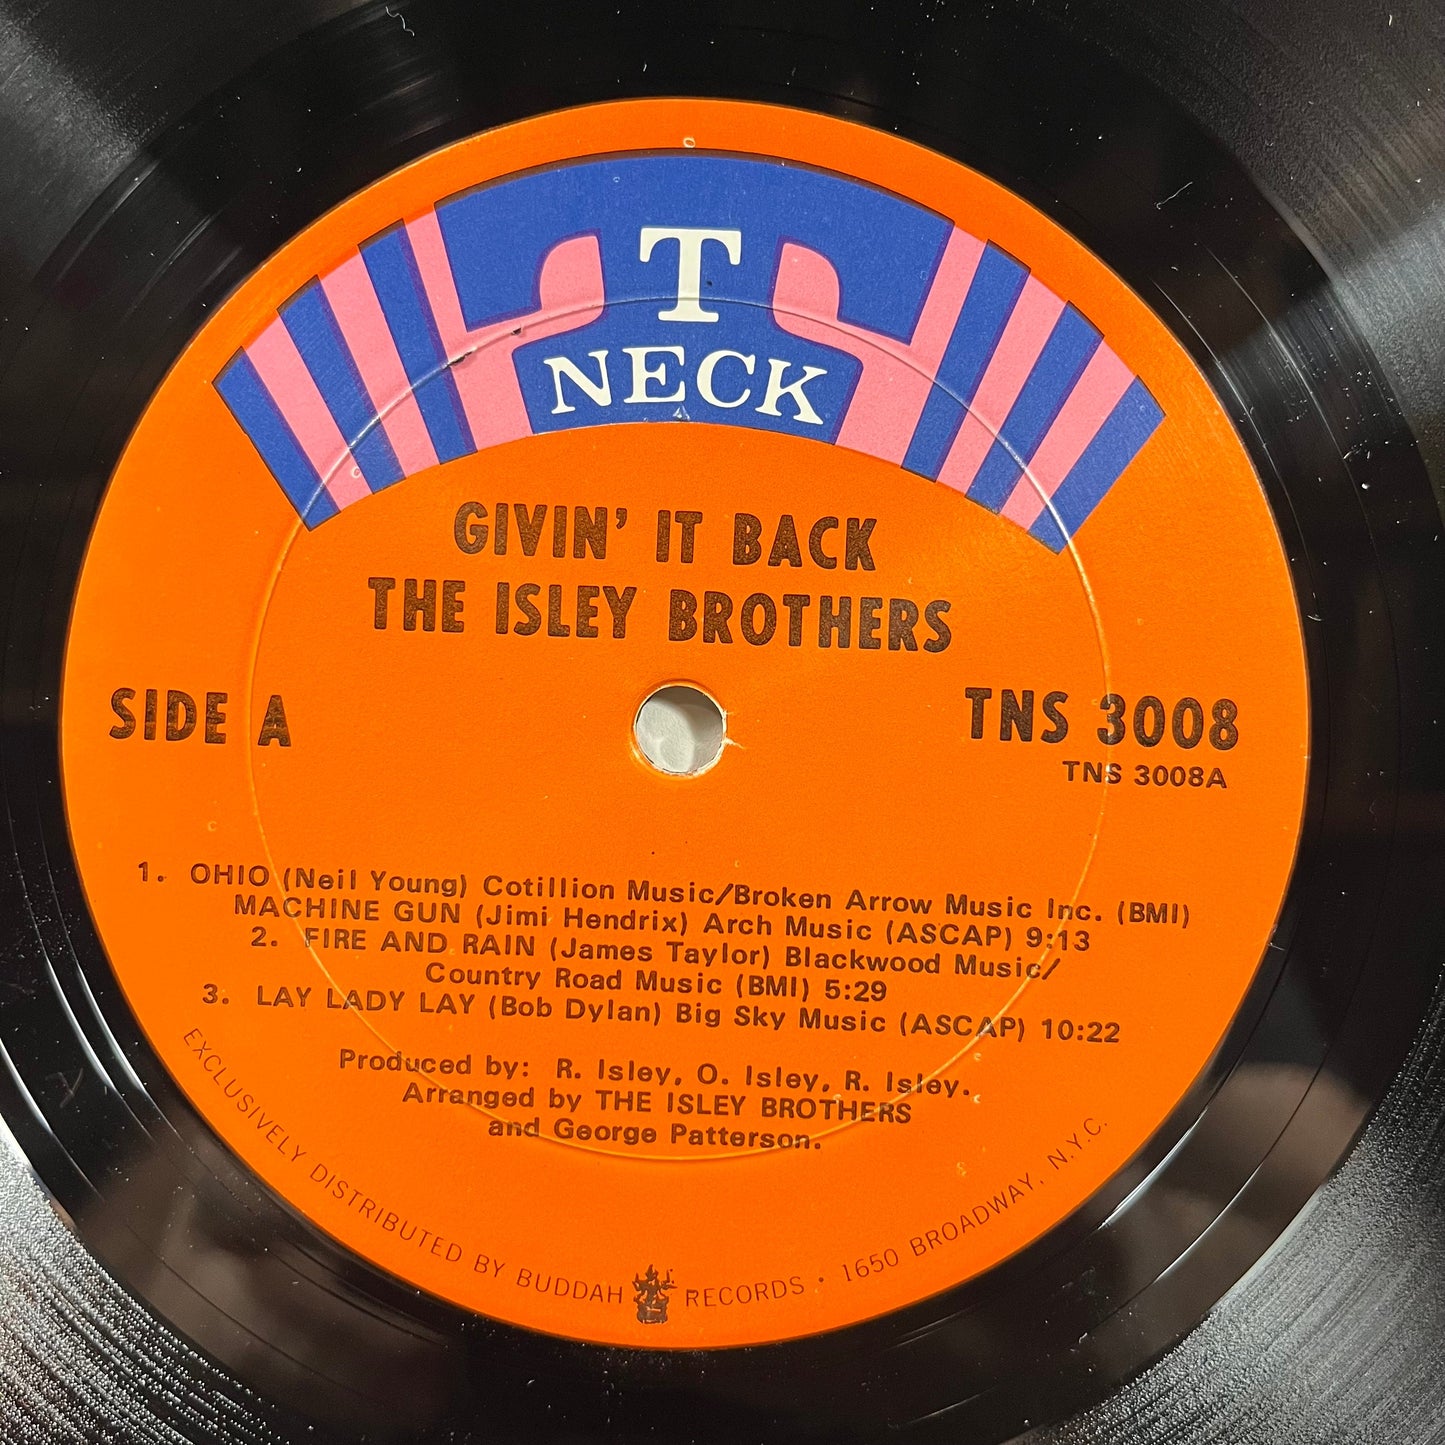 T
NECK
GIVIN' IT BACK
THE ISLEY BROTHERS
SIDE A
TNS 3008
TNS 3008A
1. OHIO (Neil Young) Cotillion Music/Broken Arrow Music Inc. (BMI)
MACHINE GUN (Jimi Hendrix) Arch Music (ASCAP) 9:13
2. FIRE AND RAIN (James Taylor) Blackwood Music/
Country Road Music (BMI) 5:29
3. LAY LADY LAY (Bob Dylan) Big Sky Music (ASCAP) 10:22
Produced by: R. Isley, O. Isley, R. Isley.
Arranged by THE ISLEY BROTHERS
and George Patterson.
EXCLUSIVELY DISTRIBUTED BY BUDDAH RECORDS • 1650 BROADWAY, N.Y.C.